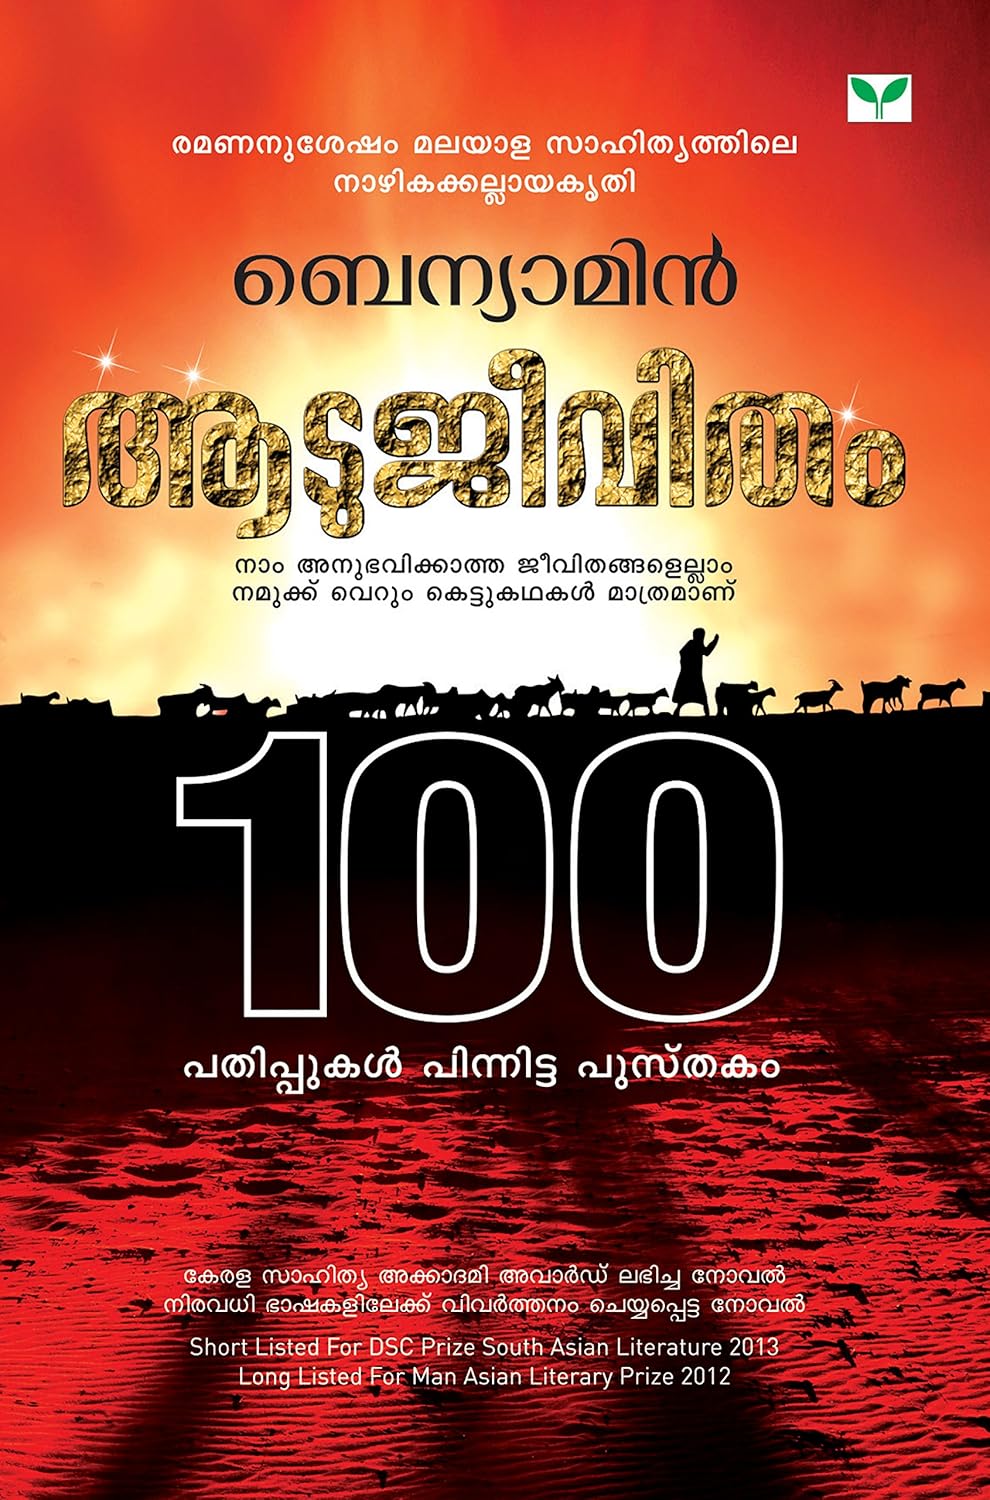 രമണനുശേഷം മലയാള സാഹിത്യത്തിലെ
നാഴികക്കല്ലായകൃതി
ബെന്യാമിൻ
ആടുജീവിതം
നാം അനുഭവിക്കാത്ത ജീവിതങ്ങളെല്ലാം
നമുക്ക് വെറും കെട്ടുകഥകൾ മാത്രമാണ്
100
പതിപ്പുകൾ പിന്നിട്ട പുസ്തകം
കേരള സാഹിത്യ അക്കാദമി അവാർഡ് ലഭിച്ച നോവൽ
നിരവധി ഭാഷകളിലേക്ക് വിവർത്തനം ചെയ്യപ്പെട്ട നോവൽ
Short Listed For DSC Prize South Asian Literature 2013
Long Listed For Man Asian Literary Prize 2012